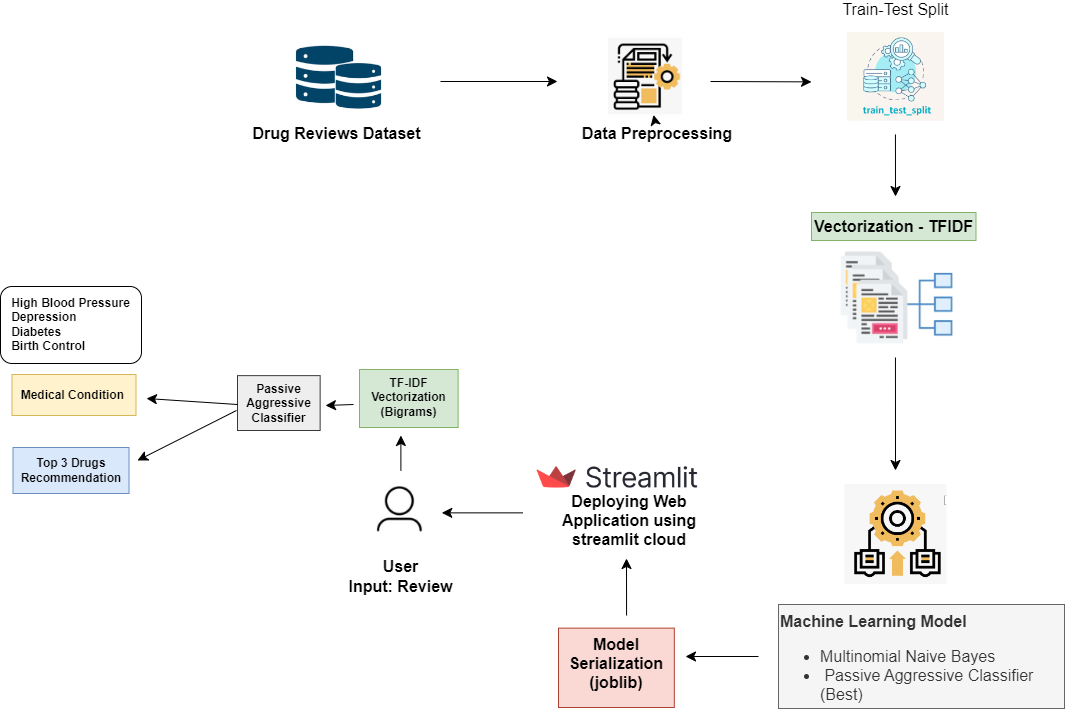 Train-Test Split
train_test_split
Drug Reviews Dataset
Data Preprocessing
Vectorization - TFIDF
High Blood Pressure
Depression
Diabetes
Birth Control
Medical Condition
Top 3 Drugs
Recommendation
Passive
Aggressive
Classifier
TF-IDF
Vectorization
(Bigrams)
User
Input: Review
Streamlit
Deploying Web
Application using
streamlit cloud
Model
Serialization
(joblib)
Machine Learning Model
• Multinomial Naive Bayes
• Passive Aggressive Classifier
(Best)